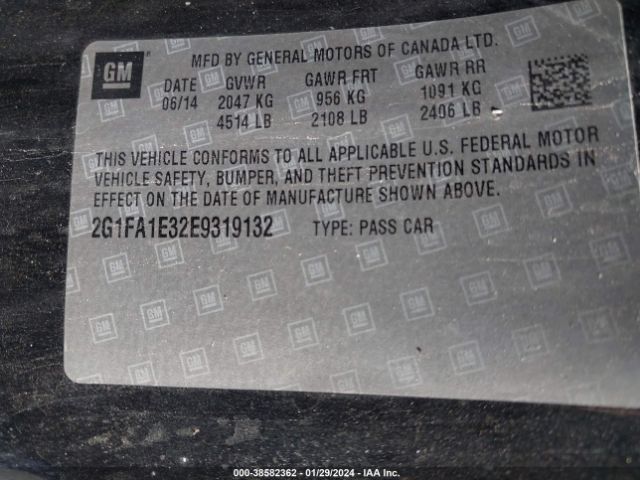 GM
MFD BY GENERAL MOTORS OF CANADA LTD.
DATE GVWR GAWR FRT GAWR RR
06/14 2047 KG 956 KG 1091 KG
4514 LB 2108 LB 2406 LB
THIS VEHICLE CONFORMS TO ALL APPLICABLE U.S. FEDERAL MOTOR
VEHICLE SAFETY, BUMPER, AND THEFT PREVENTION STANDARDS IN
EFFECT ON THE DATE OF MANUFACTURE SHOWN ABOVE.
2G1FA1E32E9319132 TYPE: PASS CAR
000-38582362 - 01/29/2024 - IAA Inc.